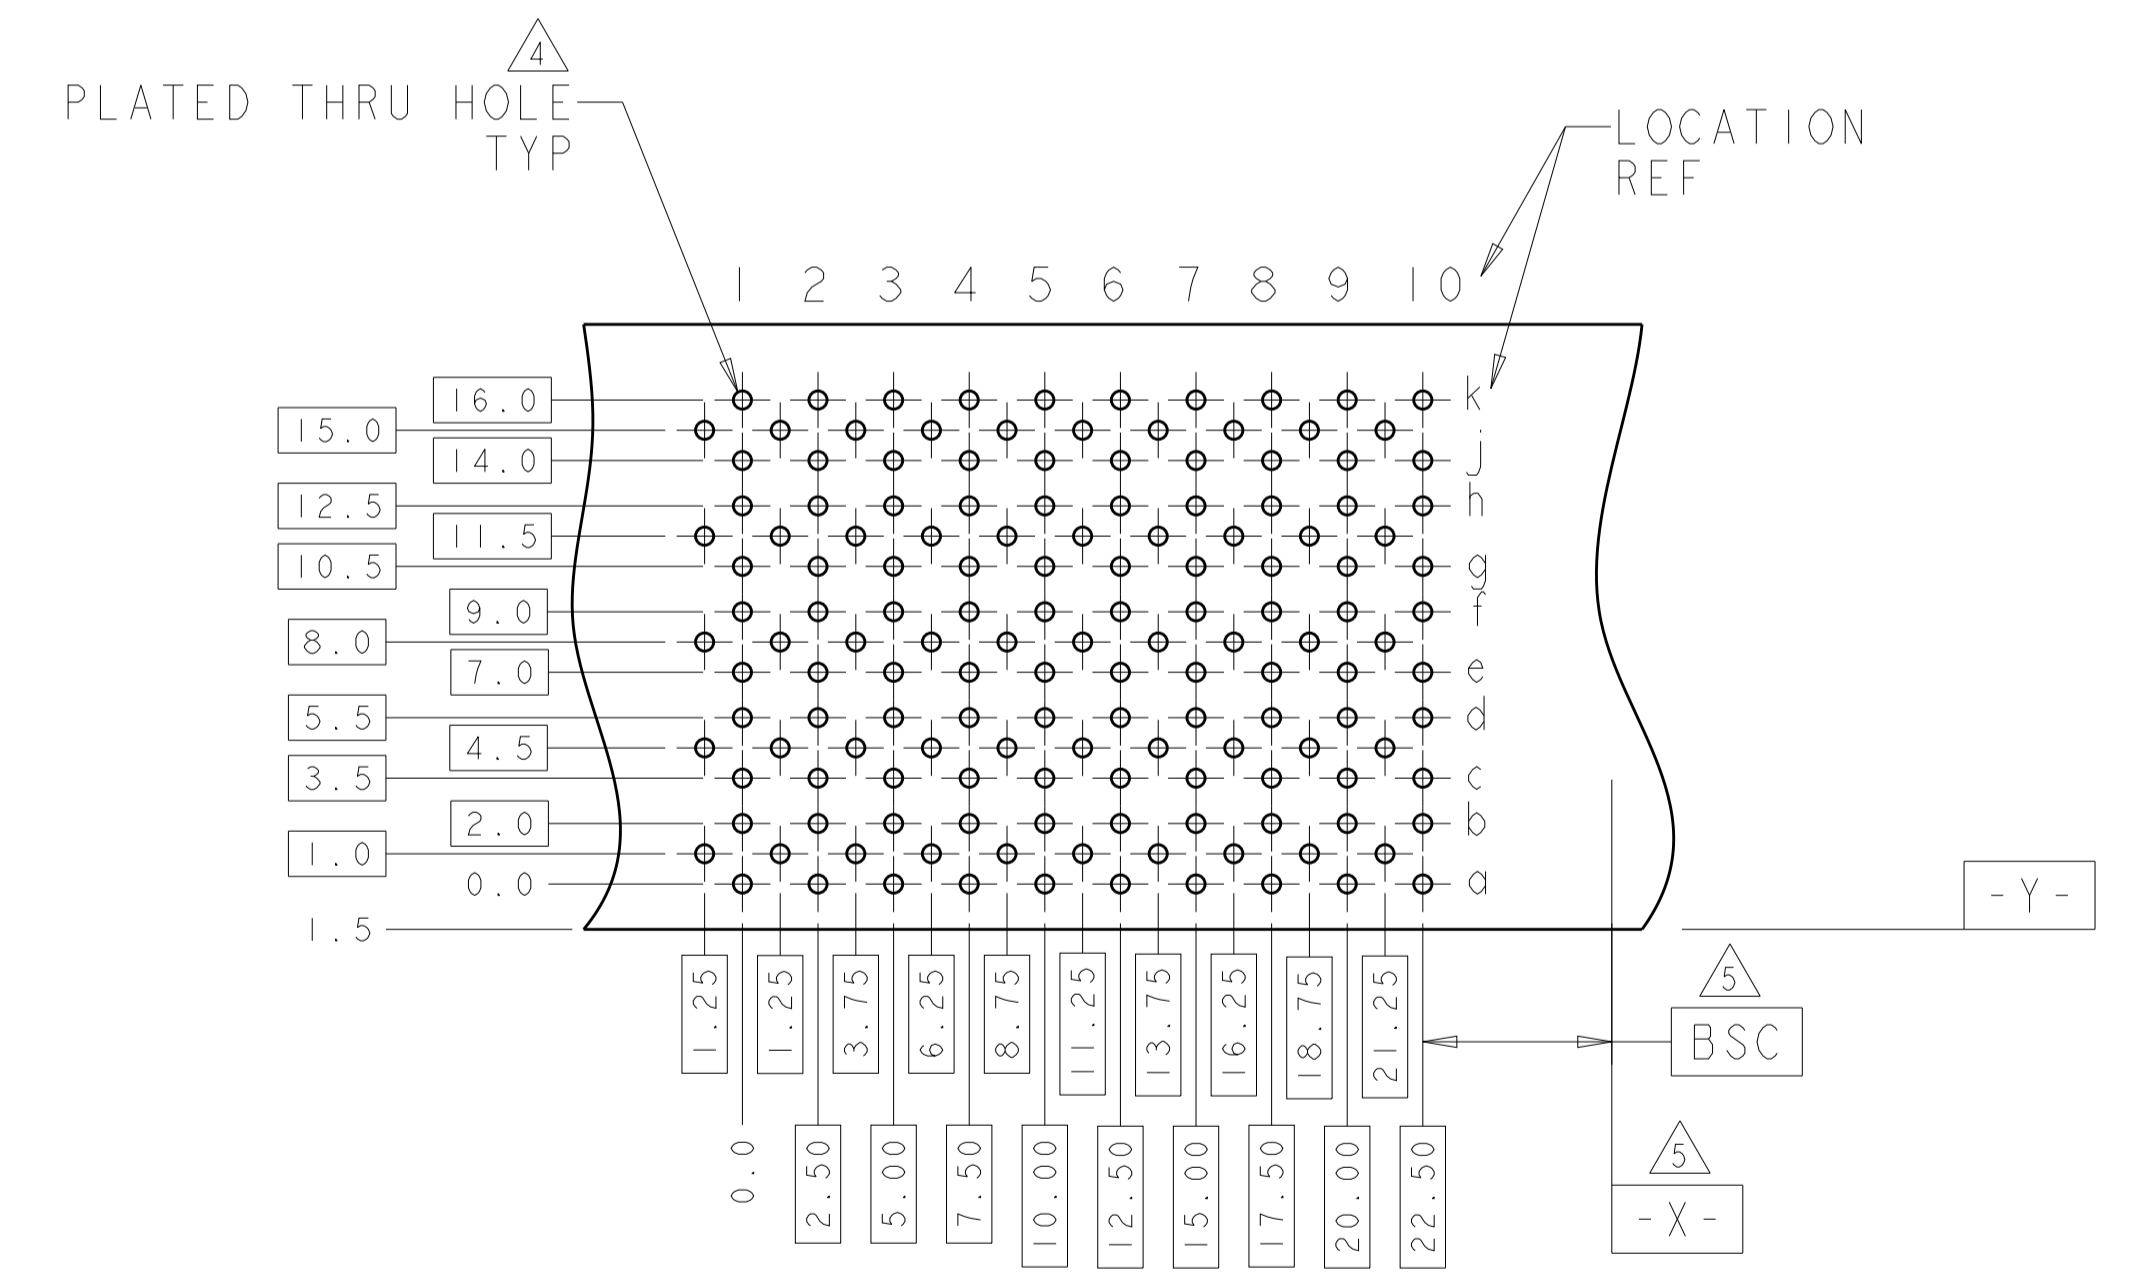 4
PLATED THRU HOLE
TYP
LOCATION
REF
1 2 3 4 5 6 7 8 9 10
16.0 k
15.0
14.0 j
12.5 h
11.5
10.5 g
9.0 f
8.0
7.0 e
5.5 d
4.5
3.5 c
2.0 b
1.0
0.0 a
1.5
-Y-
1.25 1.25 3.75 6.25 8.75 11.25 13.75 16.25 18.75 21.25
5
BSC
0.0 2.50 5.00 7.50 10.00 12.50 15.00 17.50 20.00 22.50
5
-X-